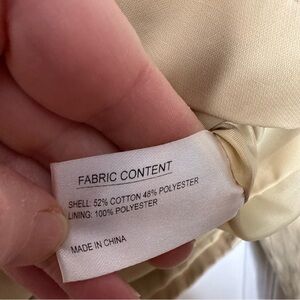 FABRIC CONTENT
SHELL: 52% COTTON 48% POLYESTER
LINING: 100% POLYESTER
MADE IN CHINA